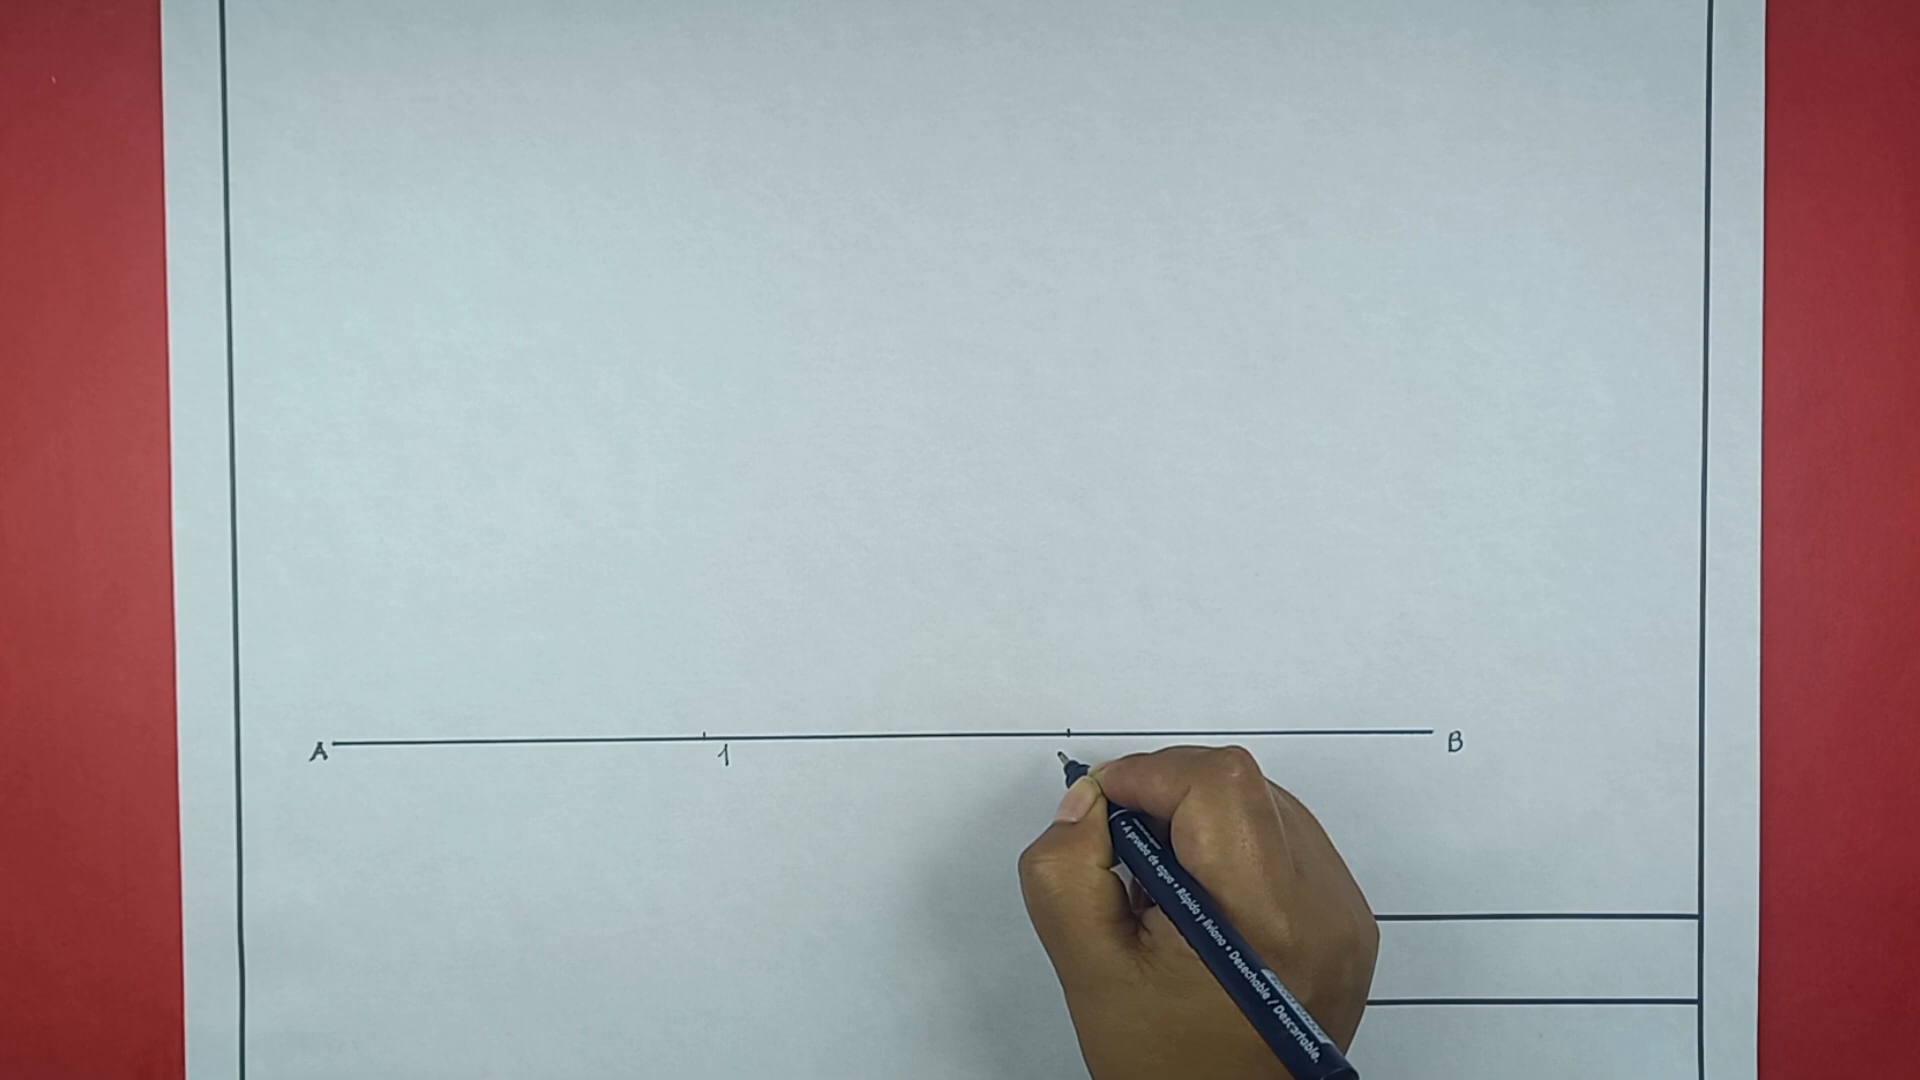 A
1
B
• A prueba de agua • Rápido y liviano • Desechable / Descartable.